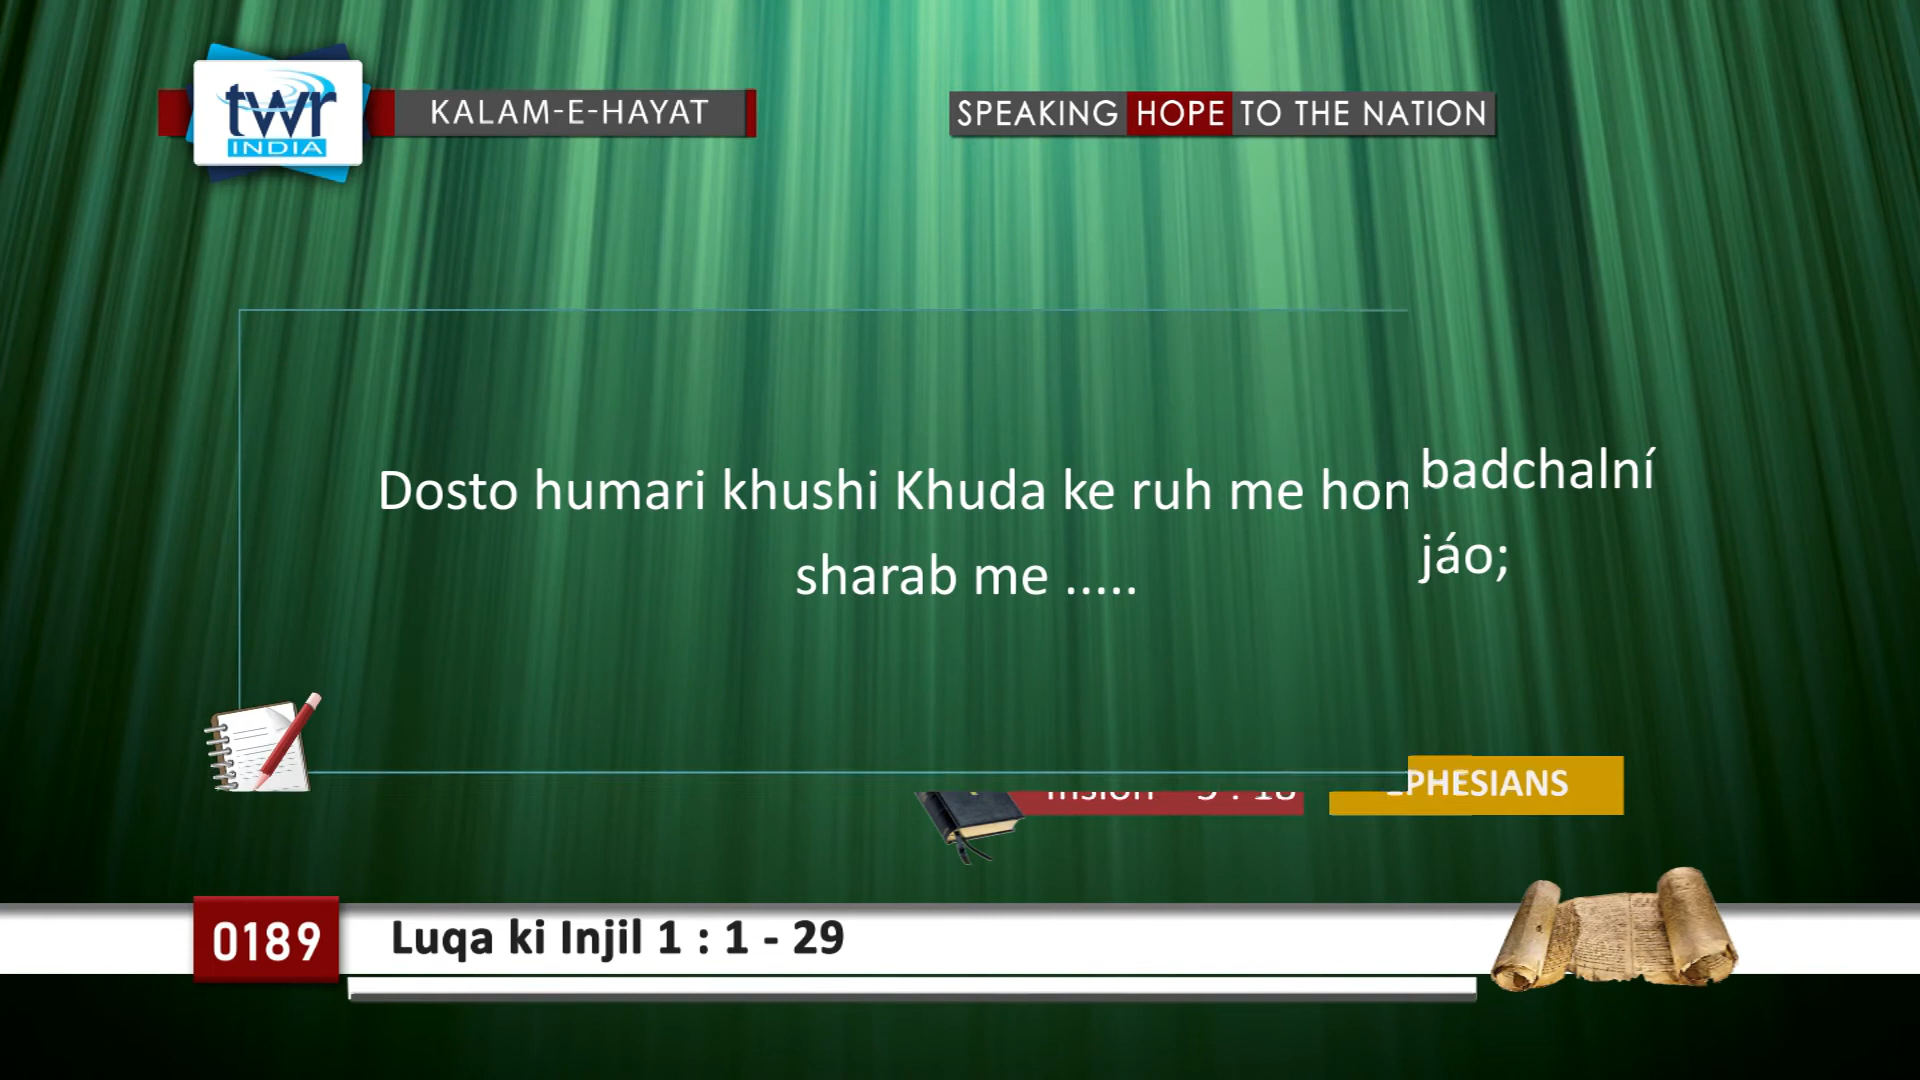 twr
INDIA
KALAM-E-HAYAT
SPEAKING HOPE TO THE NATION
Dosto humari khushi Khuda ke ruh me hon
sharab me .....
badchalní
jáo;
PHESIANS
0189
Luqa ki Injil 1 : 1 - 29